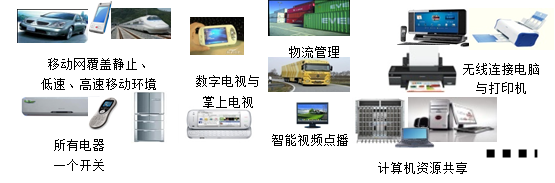 移动网覆盖静止、
低速、高速移动环境
数字电视与
掌上电视
物流管理
无线连接电脑
与打印机
所有电器
一个开关
智能视频点播
计算机资源共享